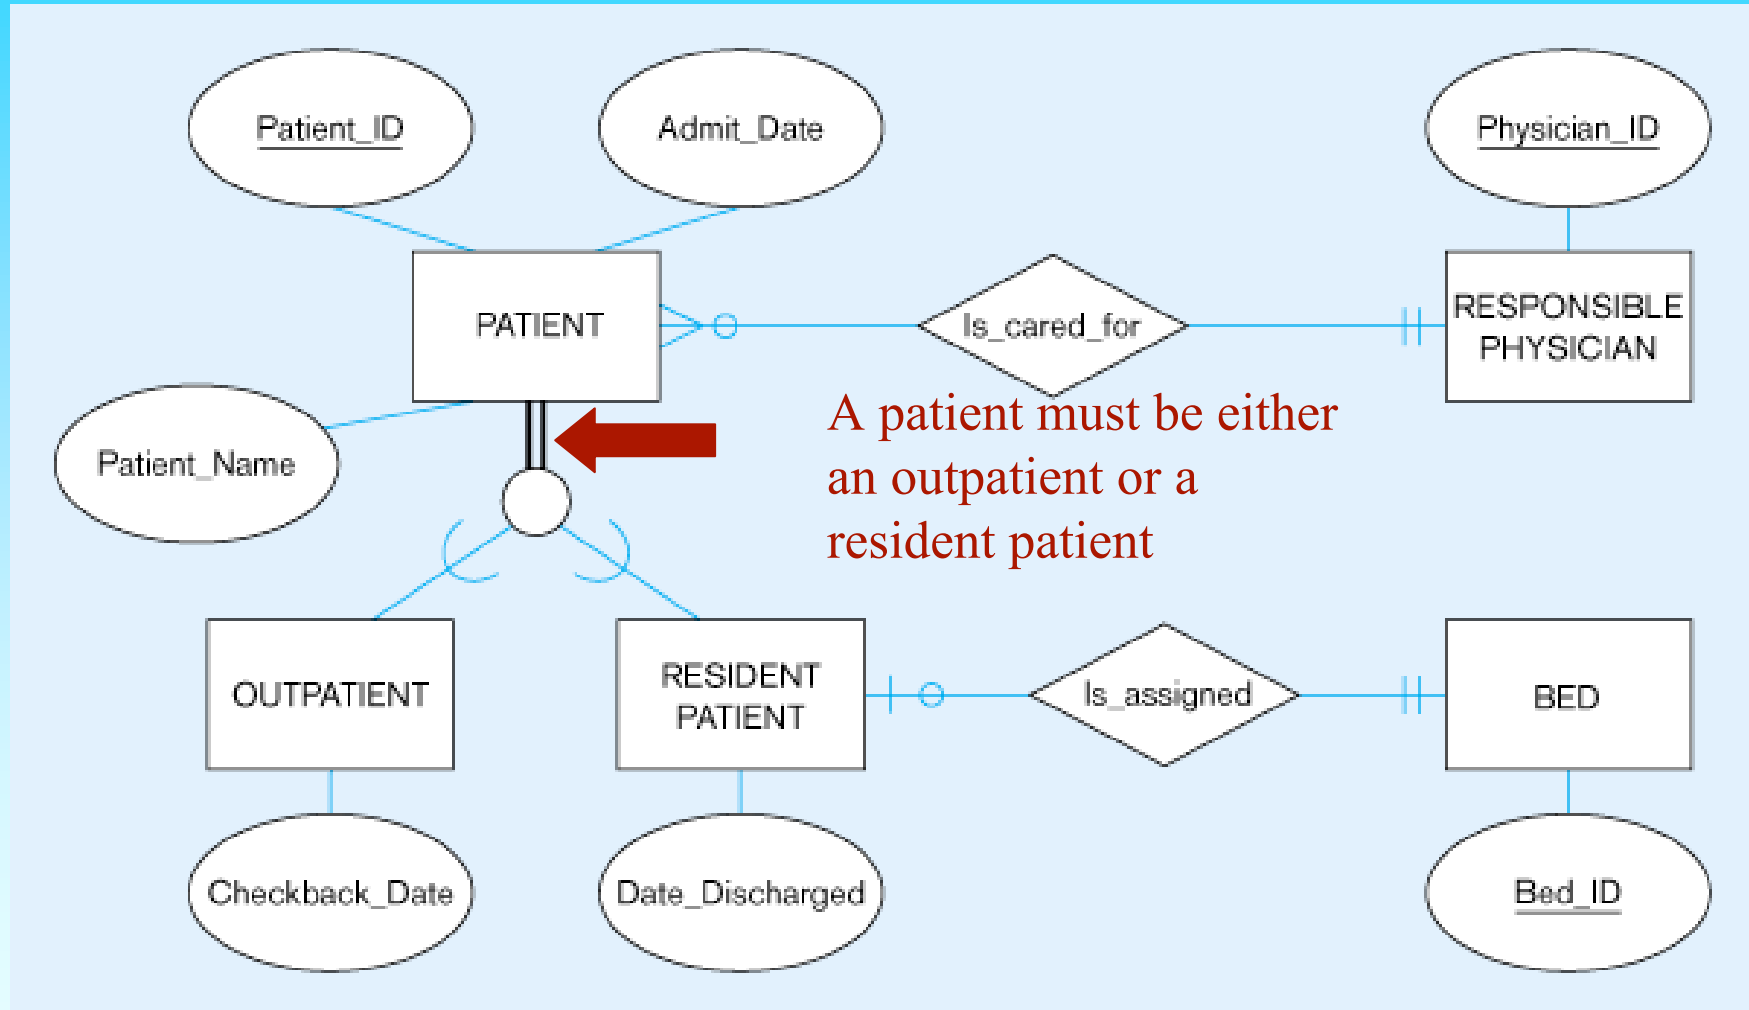 Patient_ID
Admit_Date
Physician_ID
PATIENT
Is_cared_for
RESPONSIBLE
PHYSICIAN
Patient_Name
A patient must be either
an outpatient or a
resident patient
OUTPATIENT
RESIDENT
PATIENT
Is_assigned
BED
Checkback_Date
Date_Discharged
Bed_ID